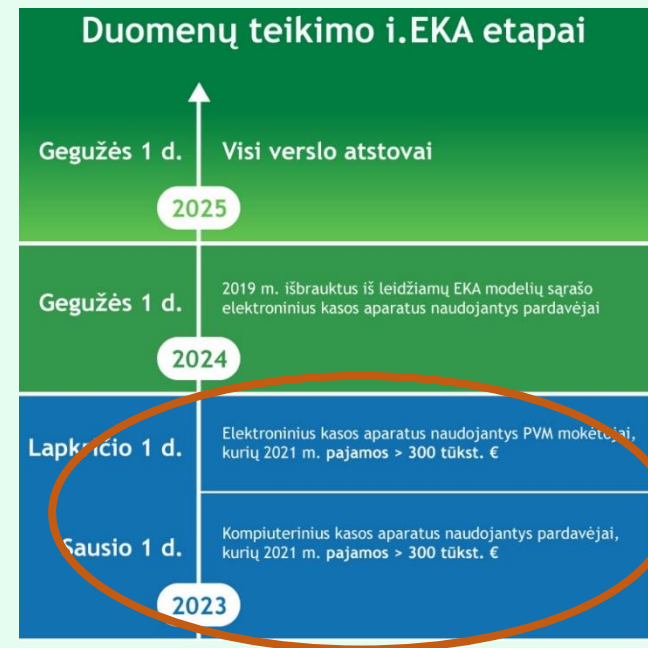 Duomenų teikimo i.EKA etapai
Gegužės 1 d.
Visi verslo atstovai
2025
Gegužės 1 d.
2019 m. išbrauktus iš leidžiamų EKA modelių sąrašo
elektroninius kasos aparatus naudojantys pardavėjai
2024
Lapkričio 1 d.
Elektroninius kasos aparatus naudojantys PVM mokėtojai,
kurių 2021 m. pajamos > 300 tūkst. €
Sausio 1 d.
Kompiuterinius kasos aparatus naudojantys pardavėjai,
kurių 2021 m. pajamos > 300 tūkst. €
2023